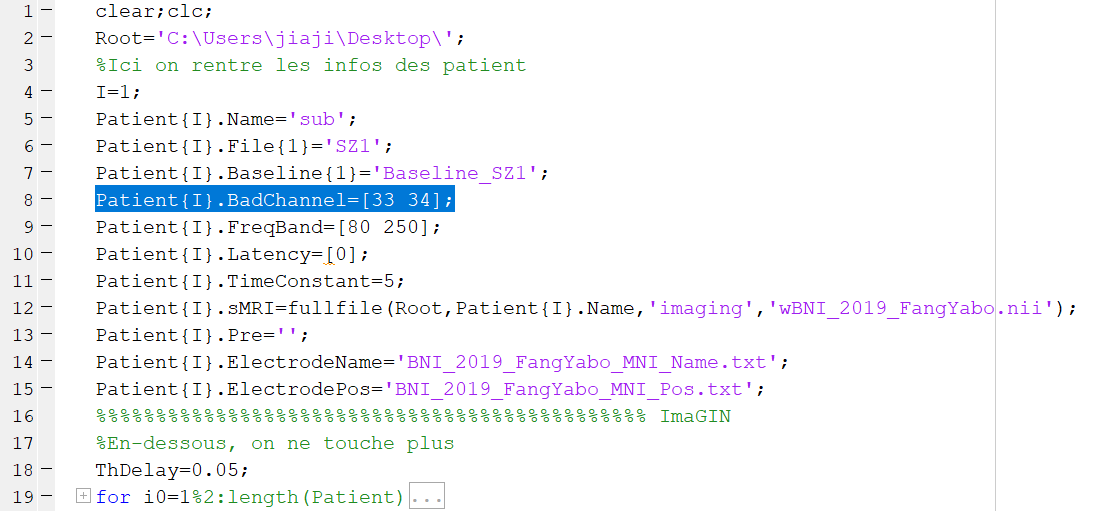 1 clear;clc;
2 Root='C:\Users\jiaji\Desktop\';
3 %Ici on rentre les infos des patient
4 I=1;
5 Patient{I}.Name='sub';
6 Patient{I}.File{1}='SZ1';
7 Patient{I}.Baseline{1}='Baseline_SZ1';
8 Patient{I}.BadChannel=[33 34];
9 Patient{I}.FreqBand=[80 250];
10 Patient{I}.Latency=[0];
11 Patient{I}.TimeConstant=5;
12 Patient{I}.sMRI=fullfile(Root,Patient{I}.Name,'imaging','wBNI_2019_FangYabo.nii');
13 Patient{I}.Pre='';
14 Patient{I}.ElectrodeName='BNI_2019_FangYabo_MNI_Name.txt';
15 Patient{I}.ElectrodePos='BNI_2019_FangYabo_MNI_Pos.txt';
16 %%%%%%%%%%%%%%%%%%%%%%%%%%%%%%%%%%%%%%%%%%%%%% ImaGIN
17 %En-dessous, on ne touche plus
18 ThDelay=0.05;
19 for i0=1%2:length(Patient)...